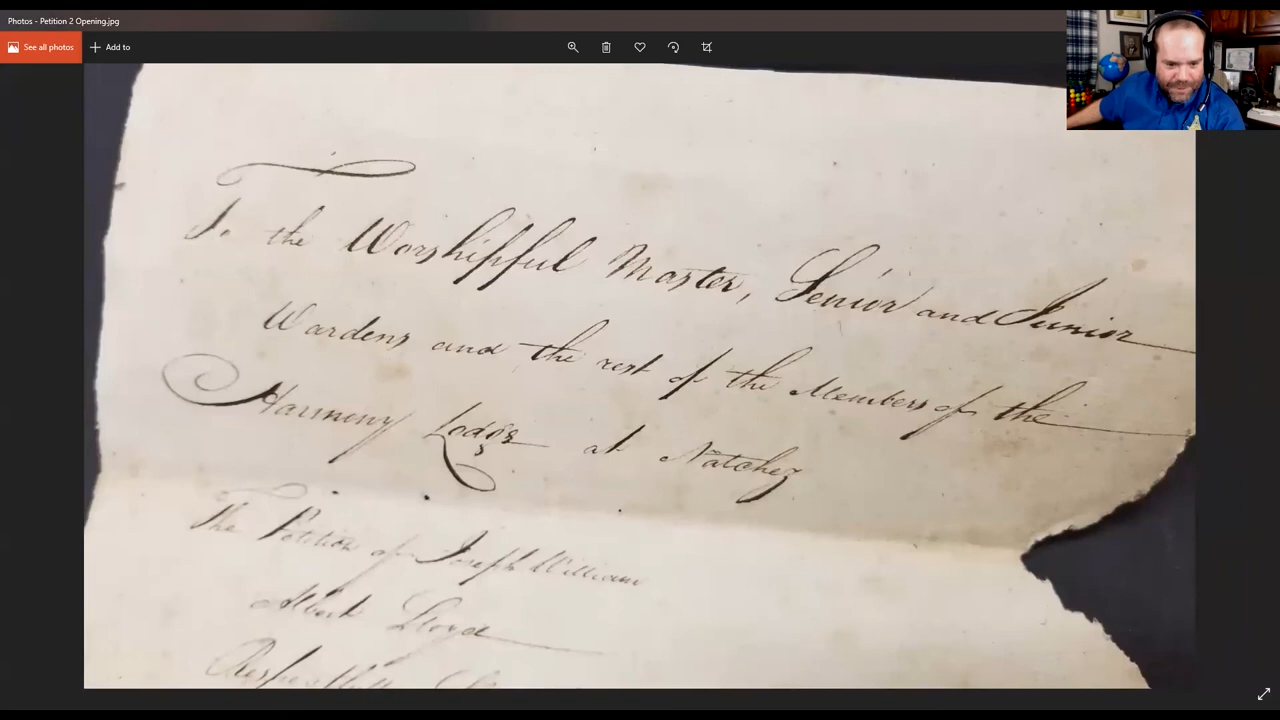 Photos - Petition 2 Opening.jpg
See all photos
Add to
To the Worshipful Master, Senior and Junior
Wardens and the rest of the Members of the
Harmony Lodge at Natchez
The Petition of Joseph William
Albert Lloyd